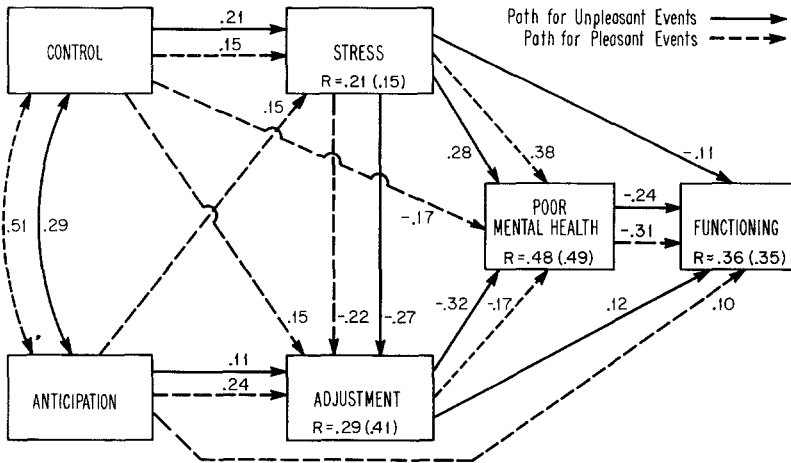 Path for Unpleasant Events
Path for Pleasant Events
CONTROL
.21
.15
STRESS
R=.21 (.15)
.15
.28
.38
-.11
.51
.29
-.17
POOR
MENTAL HEALTH
R=.48 (.49)
-.24
-.31
FUNCTIONING
R=.36 (.35)
.15
-.22
-.27
-.32
-.17
.12
.10
ANTICIPATION
.11
.24
ADJUSTMENT
R=.29 (.41)